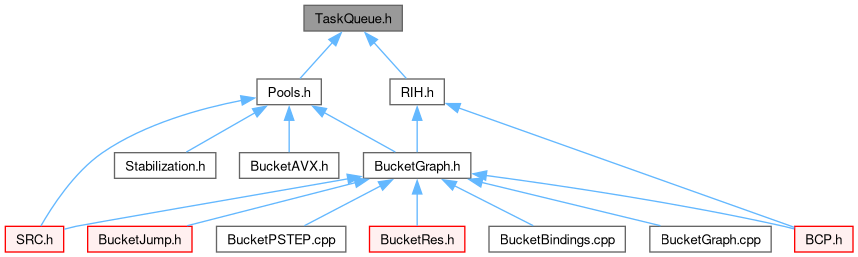 TaskQueue.h
Pools.h
RIH.h
Stabilization.h
BucketAVX.h
BucketGraph.h
SRC.h
BucketJump.h
BucketPSTEP.cpp
BucketRes.h
BucketBindings.cpp
BucketGraph.cpp
BCP.h